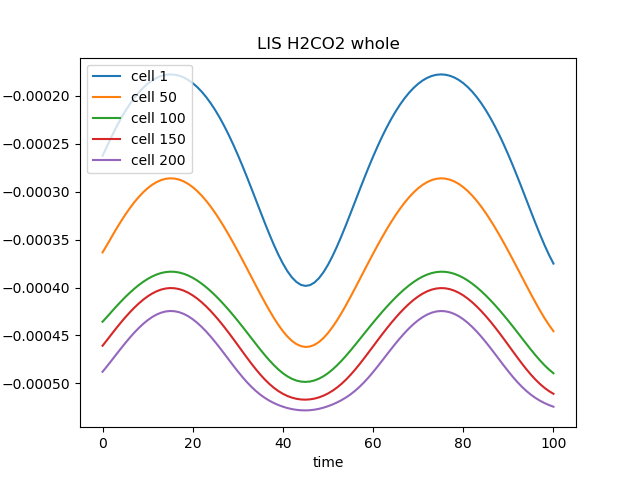 LIS H2CO2 whole
cell 1
cell 50
cell 100
cell 150
cell 200
−0.00020
−0.00025
−0.00030
−0.00035
−0.00040
−0.00045
−0.00050
0 20 40 60 80 100
time